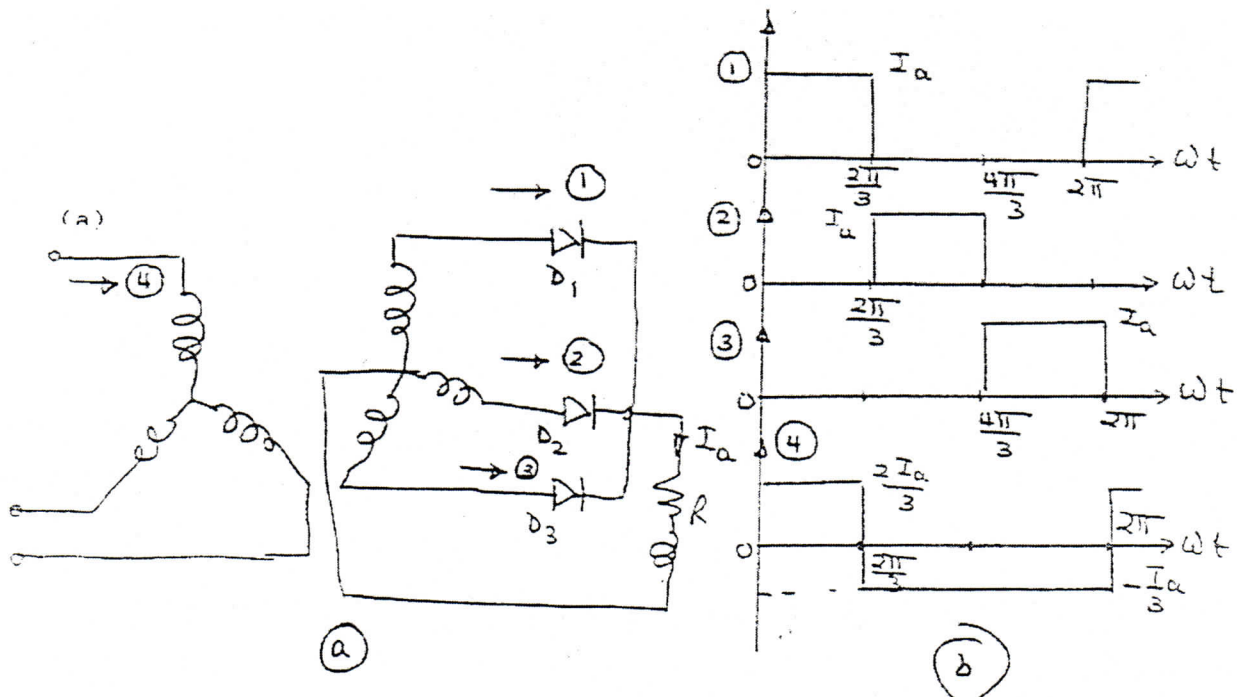 (a)
④
①
D₁
②
D₂
③
D₃
Iₐ
R
ⓐ
① Iₐ
0 2π/3 4π/3 2π ωt
② Iₐ
0 2π/3 ωt
③ Iₐ
0 4π/3 2π ωt
④
2Iₐ/3
0 2π/3 2π ωt
-Iₐ/3
ⓑ